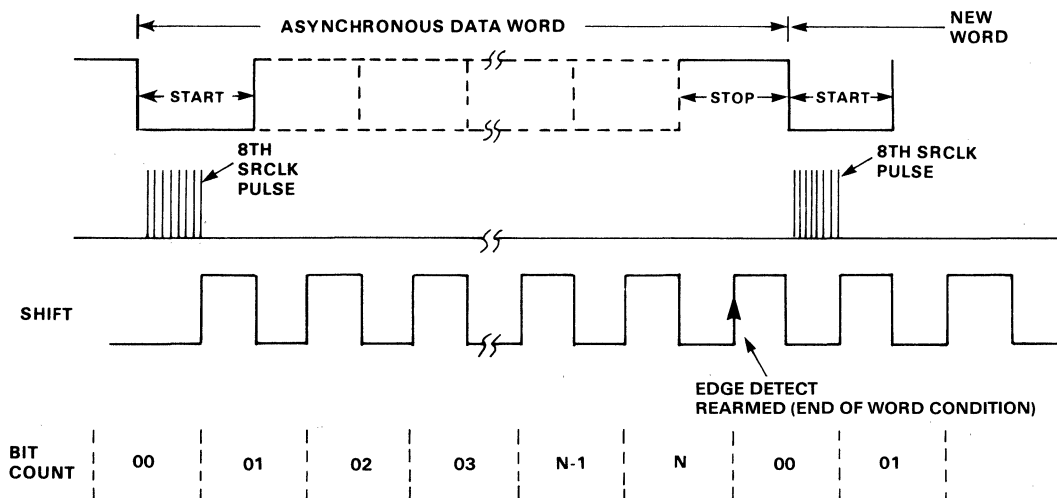 ASYNCHRONOUS DATA WORD
NEW
WORD
START
STOP
START
8TH
SRCLK
PULSE
8TH SRCLK
PULSE
SHIFT
EDGE DETECT
REARMED (END OF WORD CONDITION)
BIT
COUNT
00 01 02 03 N-1 N 00 01